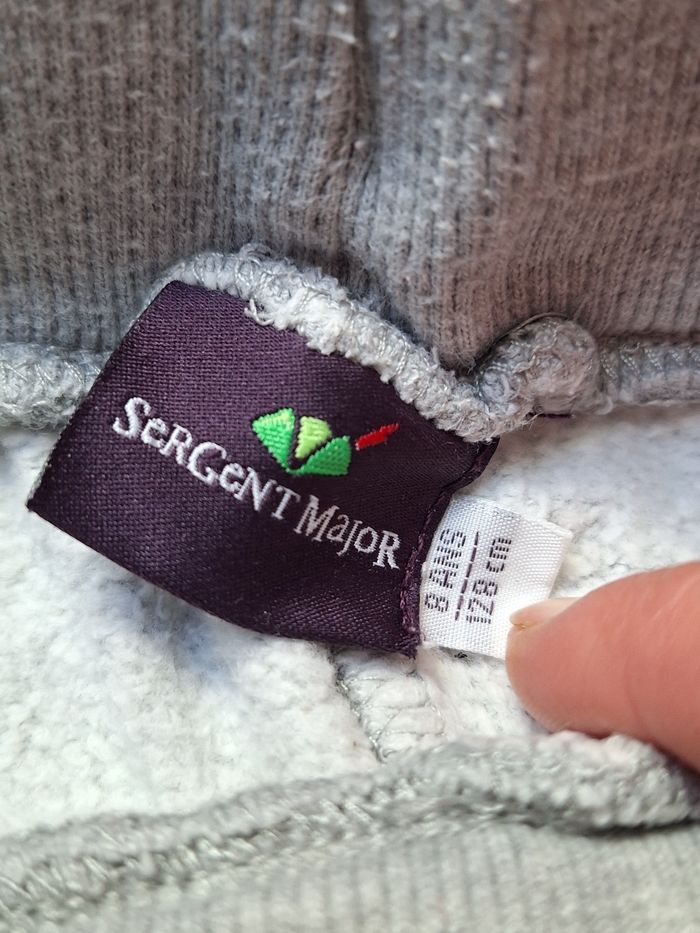 SeRGeNT MajoR
8 ANS
128 cm